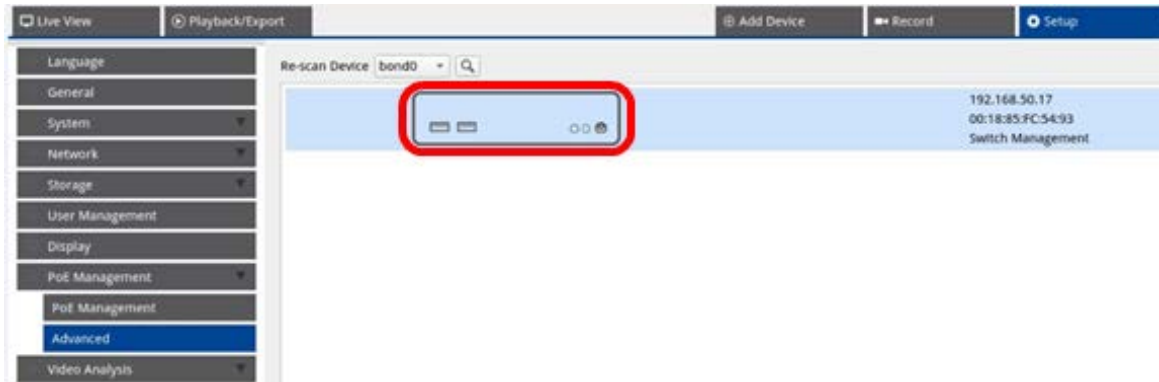 Live View
Playback/Export
Add Device
Record
Setup
Language
General
System
Network
Storage
User Management
Display
PoE Management
PoE Management
Advanced
Video Analysis
Re-scan Device bond0
192.168.50.17
00:18:85:FC:54:93
Switch Management